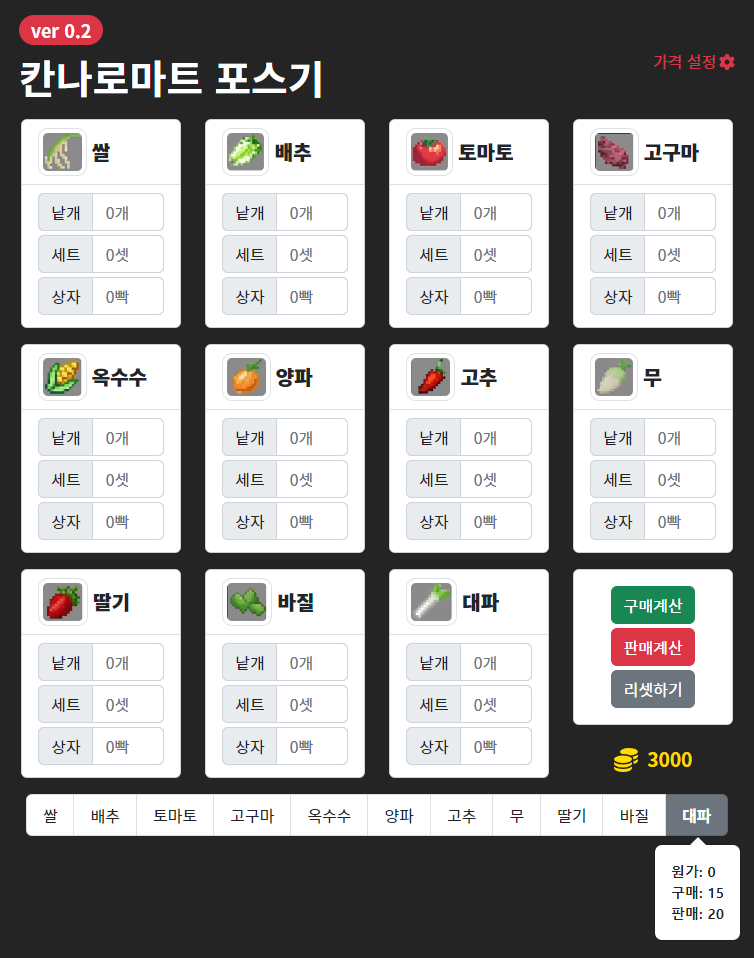 ver 0.2
칸나로마트 포스기
가격 설정
쌀
낱개 0개
세트 0셋
상자 0빡
배추
낱개 0개
세트 0셋
상자 0빡
토마토
낱개 0개
세트 0셋
상자 0빡
고구마
낱개 0개
세트 0셋
상자 0빡
옥수수
낱개 0개
세트 0셋
상자 0빡
양파
낱개 0개
세트 0셋
상자 0빡
고추
낱개 0개
세트 0셋
상자 0빡
무
낱개 0개
세트 0셋
상자 0빡
딸기
낱개 0개
세트 0셋
상자 0빡
바질
낱개 0개
세트 0셋
상자 0빡
대파
낱개 0개
세트 0셋
상자 0빡
구매계산
판매계산
리셋하기
3000
쌀 배추 토마토 고구마 옥수수 양파 고추 무 딸기 바질 대파
원가: 0
구매: 15
판매: 20